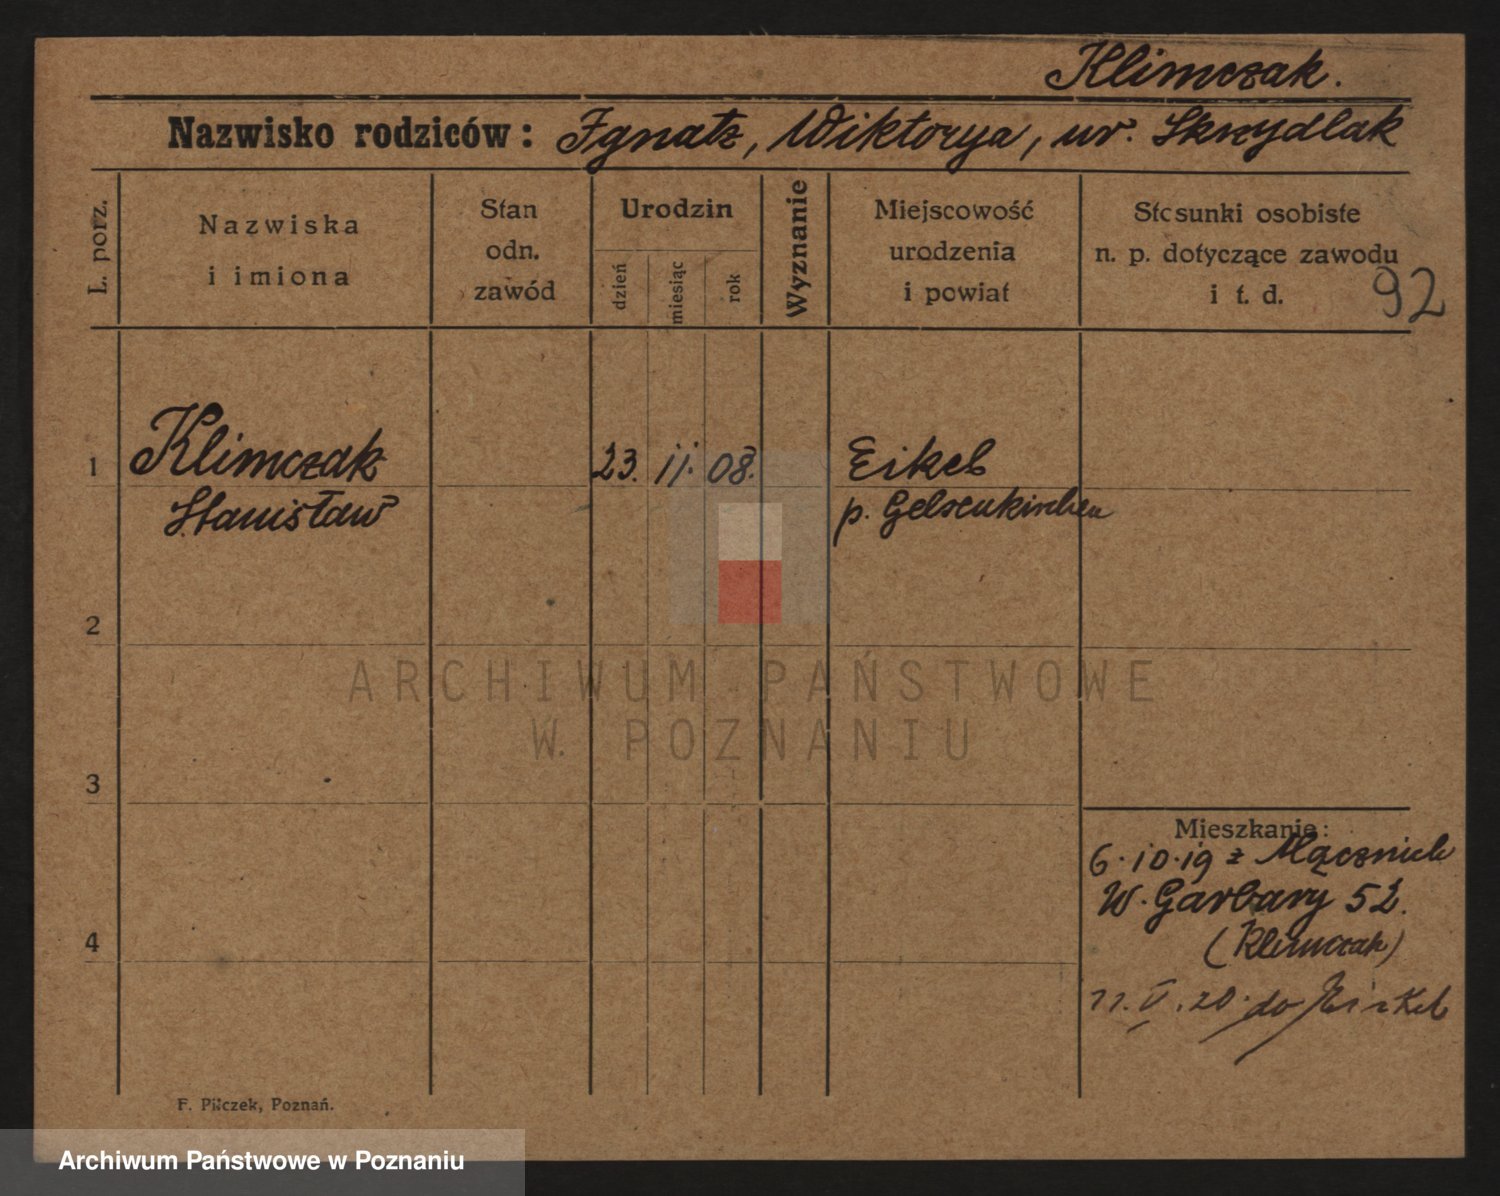 Klimczak.
Nazwisko rodziców: Ignatz, Wiktorya, ur. Skrzydlak
L. porz.
Nazwiska
i imiona
Stan
odn.
zawód
Urodzin
dzień
miesiąc
rok
Wyznanie
Miejscowość
urodzenia
i powiat
Stosunki osobiste
n. p. dotyczące zawodu
i t. d.
92
1
Klimczak
Stanisław
23. 11. 08.
Eikel
p. Gelsenkirchen
2
3
4
Mieszkanie:
6.10.19 z
W. Garbary 52.
(Klimczak)
11. V. 20. do
F. Pilczek, Poznań.
ARCHIWUM PAŃSTWOWE
W POZNANIU
Archiwum Państwowe w Poznaniu